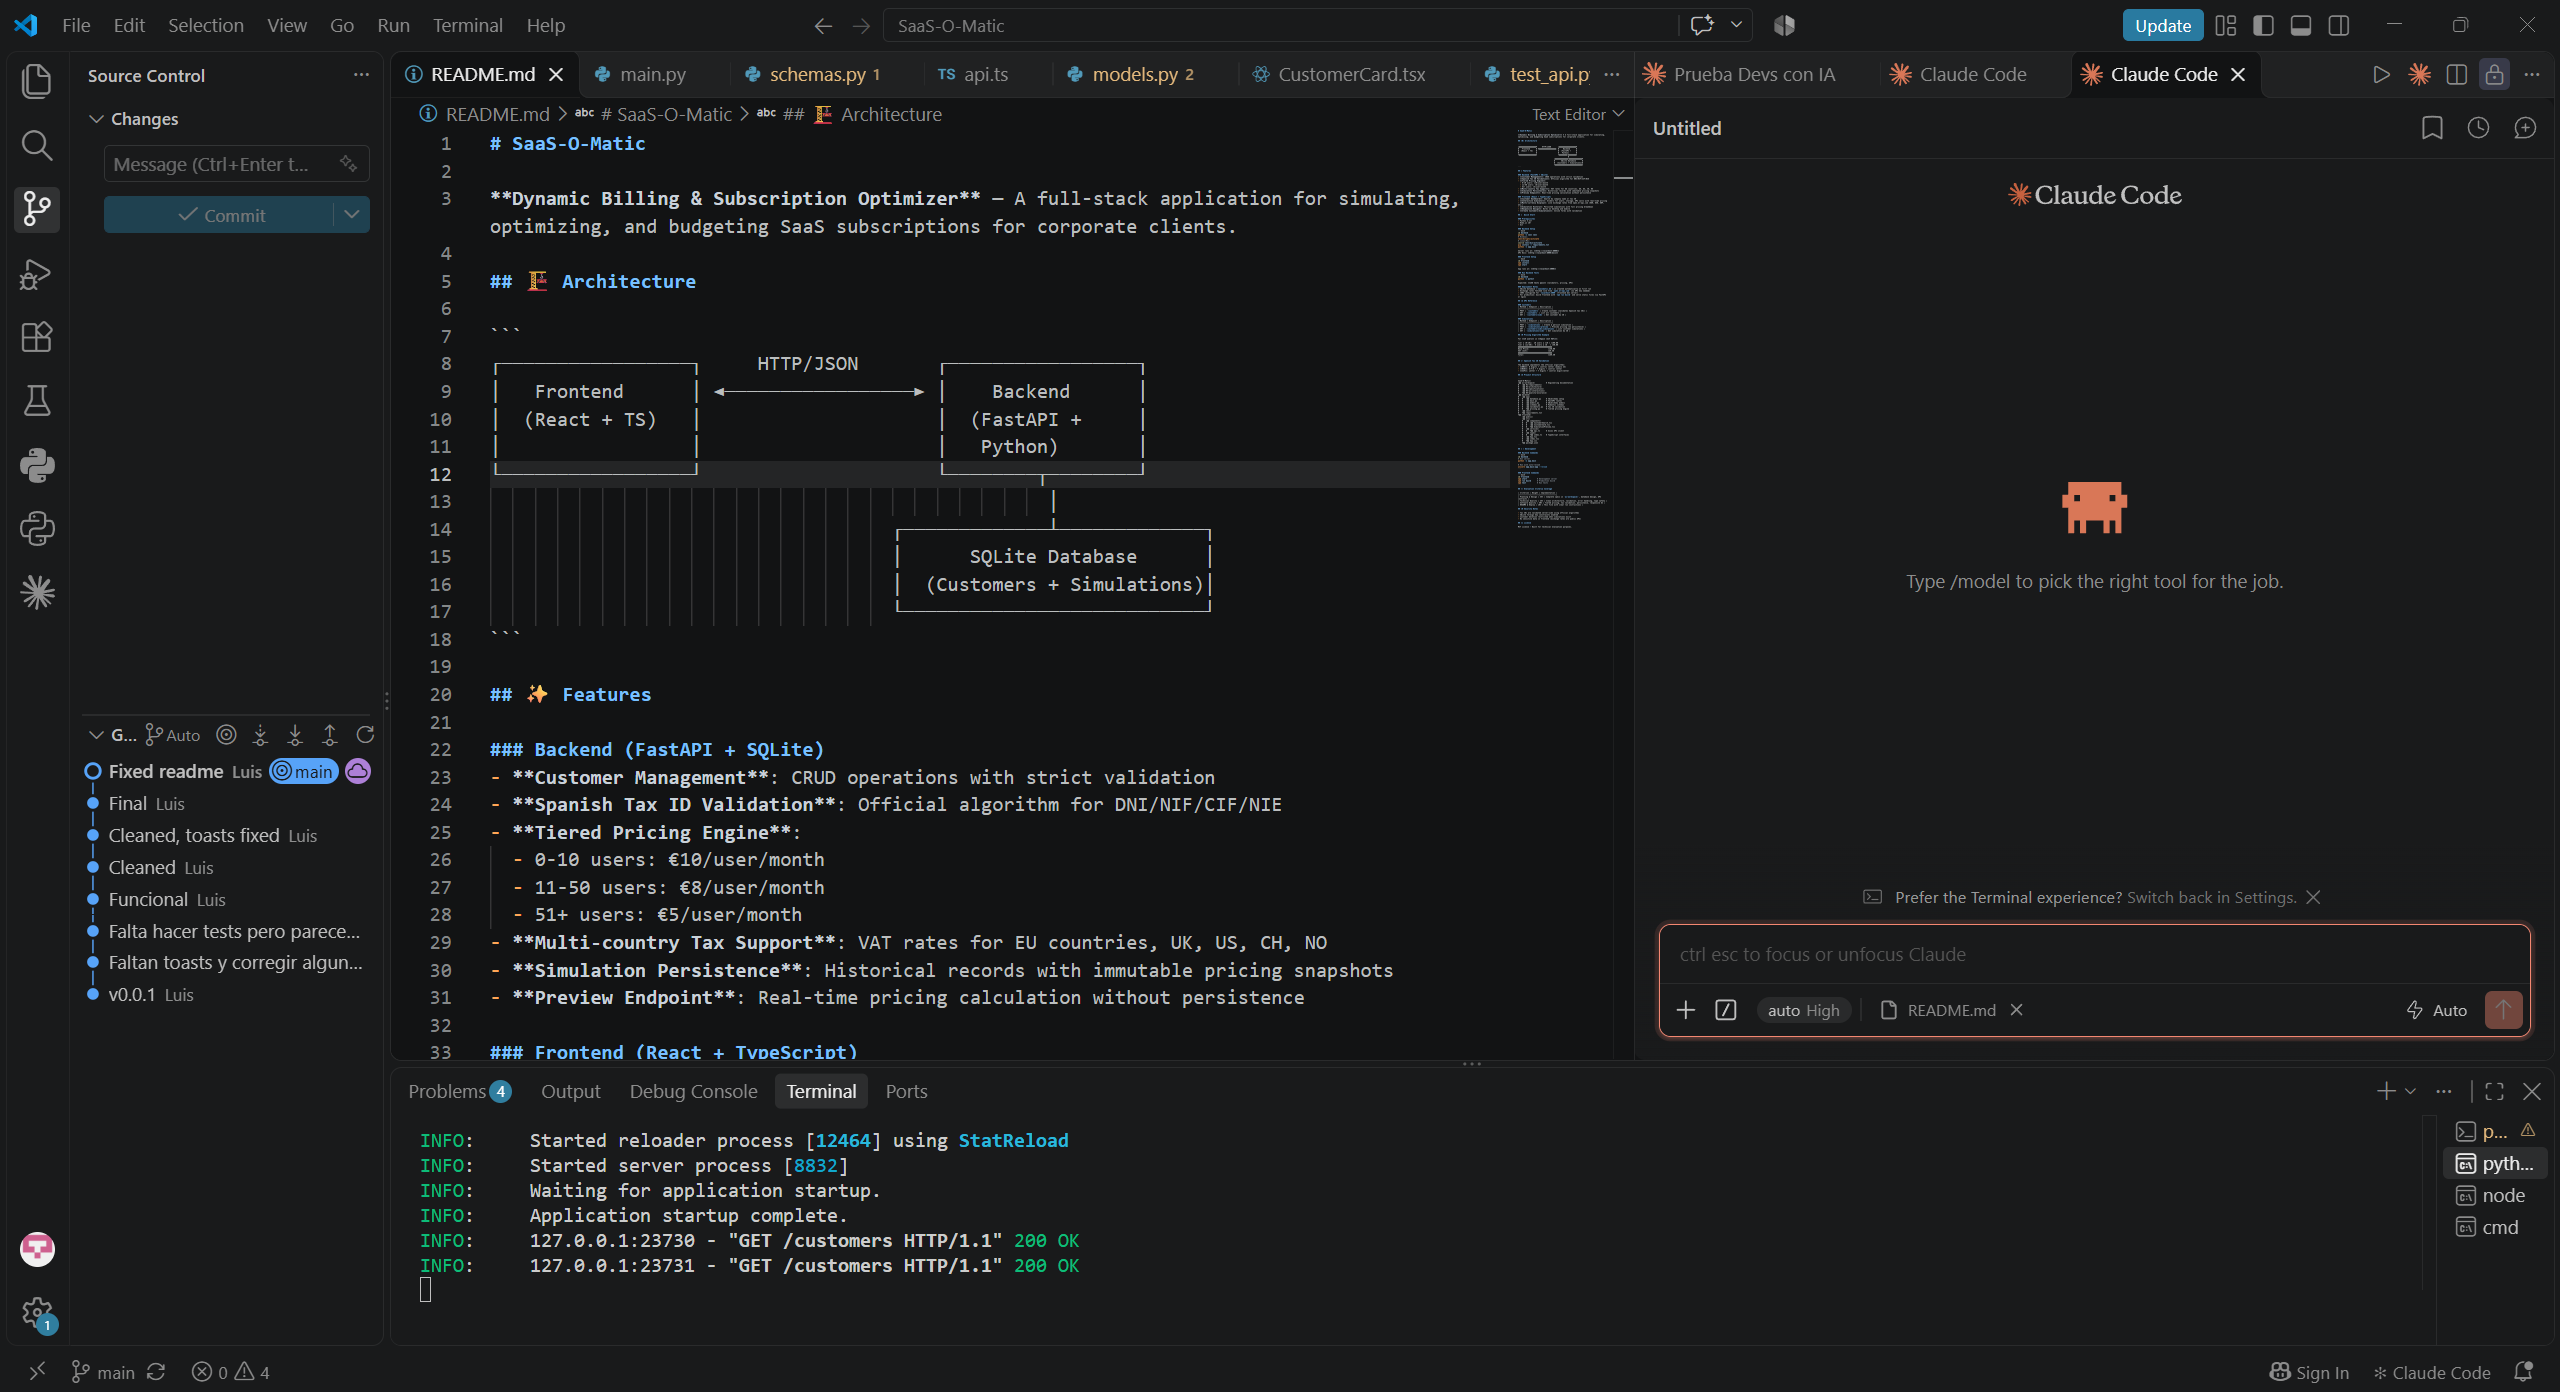 File Edit Selection View Go Run Terminal Help
SaaS-O-Matic
Update
Source Control
Changes
Message (Ctrl+Enter t...
Commit
G... Auto
Fixed readme Luis main
Final Luis
Cleaned, toasts fixed Luis
Cleaned Luis
Funcional Luis
Falta hacer tests pero parece...
Faltan toasts y corregir algun...
v0.0.1 Luis
1
README.md main.py schemas.py 1 TS api.ts models.py 2 CustomerCard.tsx test_api.p
README.md > abc # SaaS-O-Matic > abc ## 🏗️ Architecture
Text Editor
1 # SaaS-O-Matic
2
3 **Dynamic Billing & Subscription Optimizer** — A full-stack application for simulating,
optimizing, and budgeting SaaS subscriptions for corporate clients.
4
5 ## 🏗️ Architecture
6
7 ```
8 ┌─────────────────┐ HTTP/JSON ┌─────────────────┐
9 │ Frontend │ ◄──────────────────► │ Backend │
10 │ (React + TS) │ │ (FastAPI + │
11 │ │ │ Python) │
12 └─────────────────┘ └────────┬────────┘
13 │
14 ┌─────────────┴─────────────┐
15 │ SQLite Database │
16 │ (Customers + Simulations)│
17 └───────────────────────────┘
18 ```
19
20 ## ✨ Features
21
22 ### Backend (FastAPI + SQLite)
23 - **Customer Management**: CRUD operations with strict validation
24 - **Spanish Tax ID Validation**: Official algorithm for DNI/NIF/CIF/NIE
25 - **Tiered Pricing Engine**:
26 - 0-10 users: €10/user/month
27 - 11-50 users: €8/user/month
28 - 51+ users: €5/user/month
29 - **Multi-country Tax Support**: VAT rates for EU countries, UK, US, CH, NO
30 - **Simulation Persistence**: Historical records with immutable pricing snapshots
31 - **Preview Endpoint**: Real-time pricing calculation without persistence
32
33 ### Frontend (React + TypeScript)
Prueba Devs con IA Claude Code Claude Code
Untitled
Claude Code
Type /model to pick the right tool for the job.
Prefer the Terminal experience? Switch back in Settings.
ctrl esc to focus or unfocus Claude
auto High README.md Auto
Problems 4 Output Debug Console Terminal Ports
INFO: Started reloader process [12464] using StatReload
INFO: Started server process [8832]
INFO: Waiting for application startup.
INFO: Application startup complete.
INFO: 127.0.0.1:23730 - "GET /customers HTTP/1.1" 200 OK
INFO: 127.0.0.1:23731 - "GET /customers HTTP/1.1" 200 OK
p...
pyth...
node
cmd
main 0 4
Sign In Claude Code